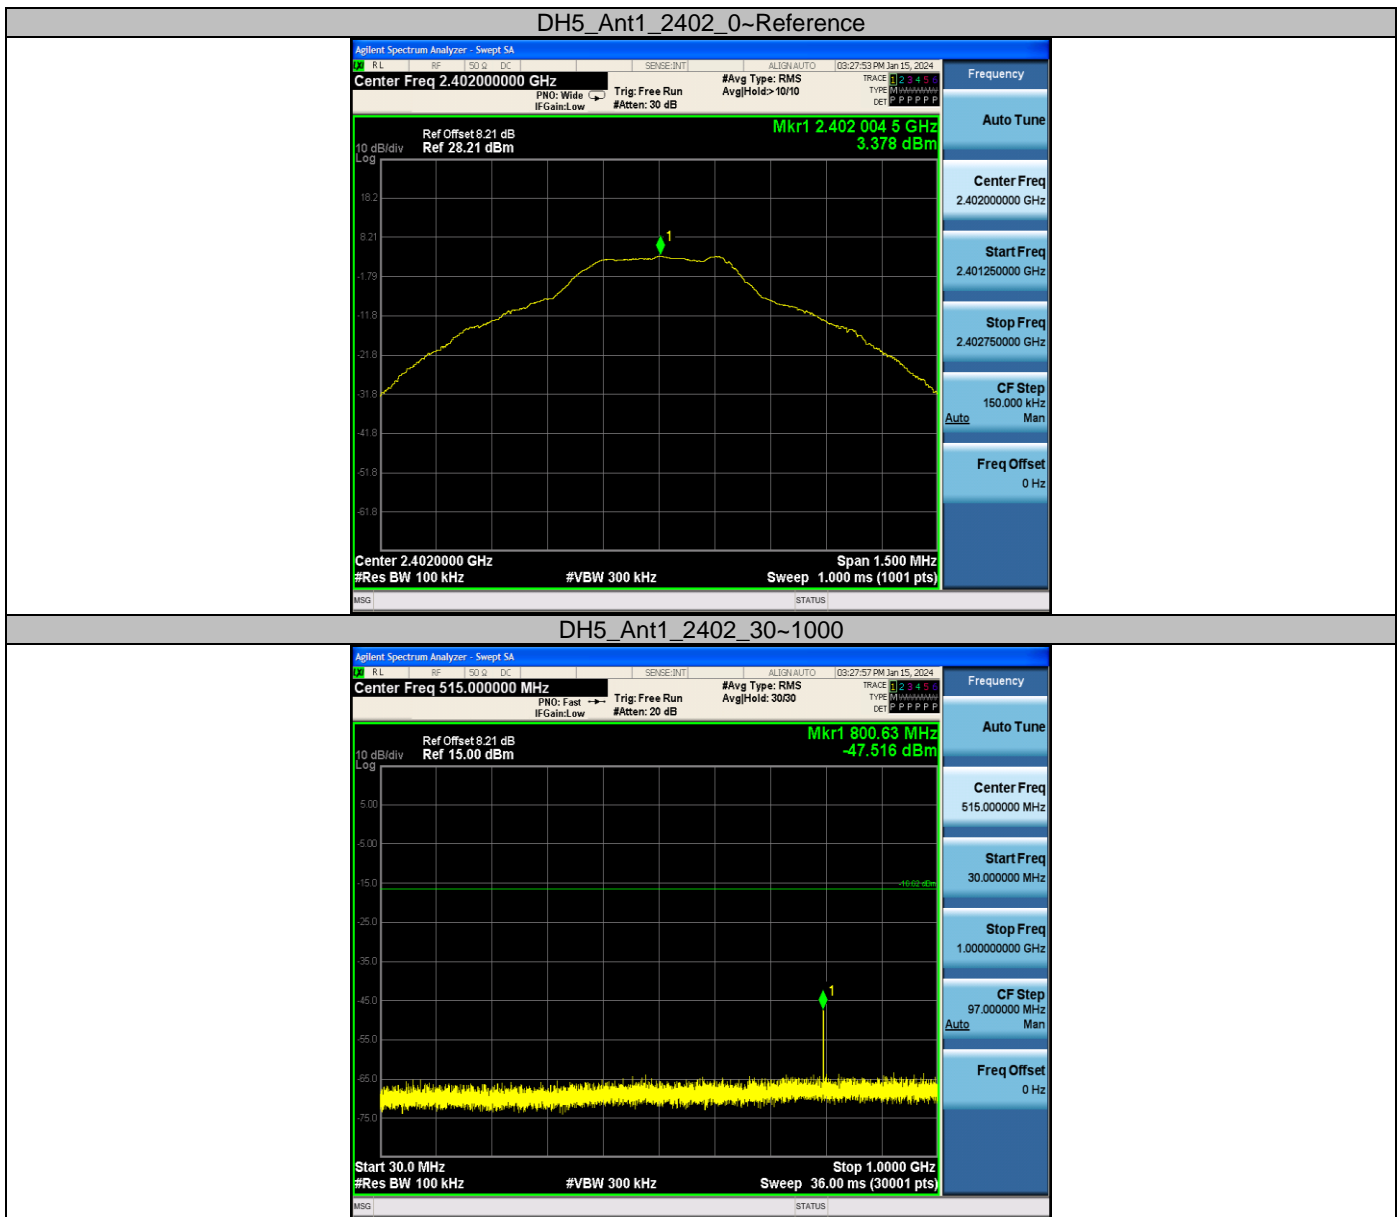 DH5_Ant1_2402_0~Reference
Agilent Spectrum Analyzer - Swept SA
RL RF 50 Ω DC SENSE:INT ALIGN AUTO 03:27:53 PM Jan 15, 2024
Center Freq 2.402000000 GHz
PNO: Wide
IFGain:Low
Trig: Free Run
#Atten: 30 dB
#Avg Type: RMS
Avg|Hold:> 10/10
TRACE 1 2 3 4 5 6
TYPE M
DET P P P P P P
Ref Offset 8.21 dB
10 dB/div Ref 28.21 dBm
Log
Mkr1 2.402 004 5 GHz
3.378 dBm
18.2
8.21
-1.79
-11.8
-21.8
-31.8
-41.8
-51.8
-61.8
1
Center 2.4020000 GHz Span 1.500 MHz
#Res BW 100 kHz #VBW 300 kHz Sweep 1.000 ms (1001 pts)
MSG STATUS
Frequency
Auto Tune
Center Freq
2.402000000 GHz
Start Freq
2.401250000 GHz
Stop Freq
2.402750000 GHz
CF Step
150.000 kHz
Auto Man
Freq Offset
0 Hz
DH5_Ant1_2402_30~1000
Agilent Spectrum Analyzer - Swept SA
RL RF 50 Ω DC SENSE:INT ALIGN AUTO 03:27:57 PM Jan 15, 2024
Center Freq 515.000000 MHz
PNO: Fast
IFGain:Low
Trig: Free Run
#Atten: 20 dB
#Avg Type: RMS
Avg|Hold: 30/30
TRACE 1 2 3 4 5 6
TYPE M
DET P P P P P P
Ref Offset 8.21 dB
10 dB/div Ref 15.00 dBm
Log
Mkr1 800.63 MHz
-47.516 dBm
5.00
-5.00
-15.0
-25.0
-35.0
-45.0
-55.0
-65.0
-75.0
-16.62 dBm
1
Start 30.0 MHz Stop 1.0000 GHz
#Res BW 100 kHz #VBW 300 kHz Sweep 36.00 ms (30001 pts)
MSG STATUS
Frequency
Auto Tune
Center Freq
515.000000 MHz
Start Freq
30.000000 MHz
Stop Freq
1.000000000 GHz
CF Step
97.000000 MHz
Auto Man
Freq Offset
0 Hz